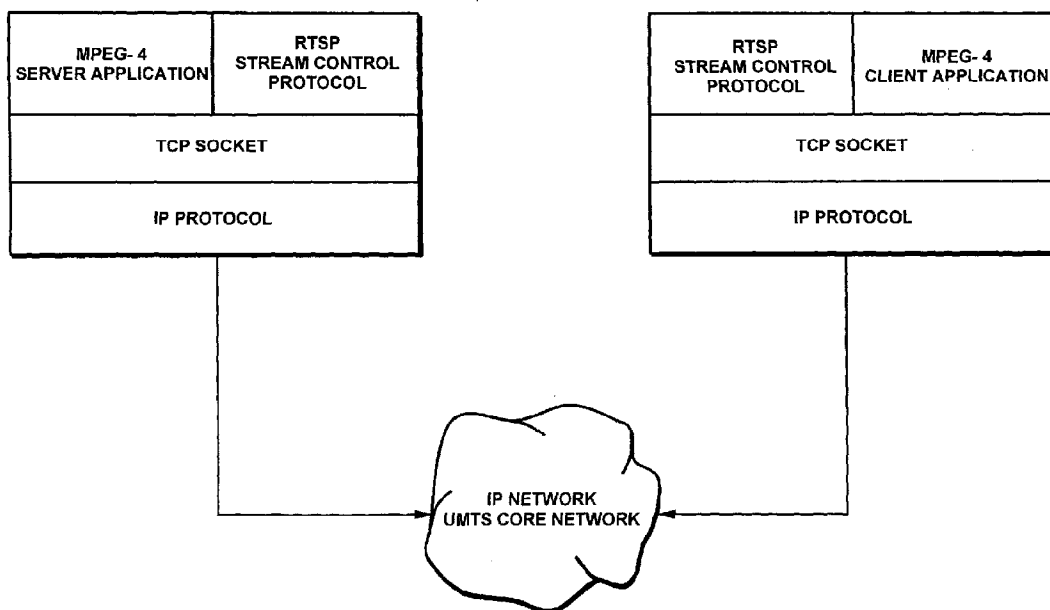 MPEG- 4
SERVER APPLICATION
RTSP
STREAM CONTROL
PROTOCOL
TCP SOCKET
IP PROTOCOL
RTSP
STREAM CONTROL
PROTOCOL
MPEG- 4
CLIENT APPLICATION
TCP SOCKET
IP PROTOCOL
IP NETWORK
UMTS CORE NETWORK